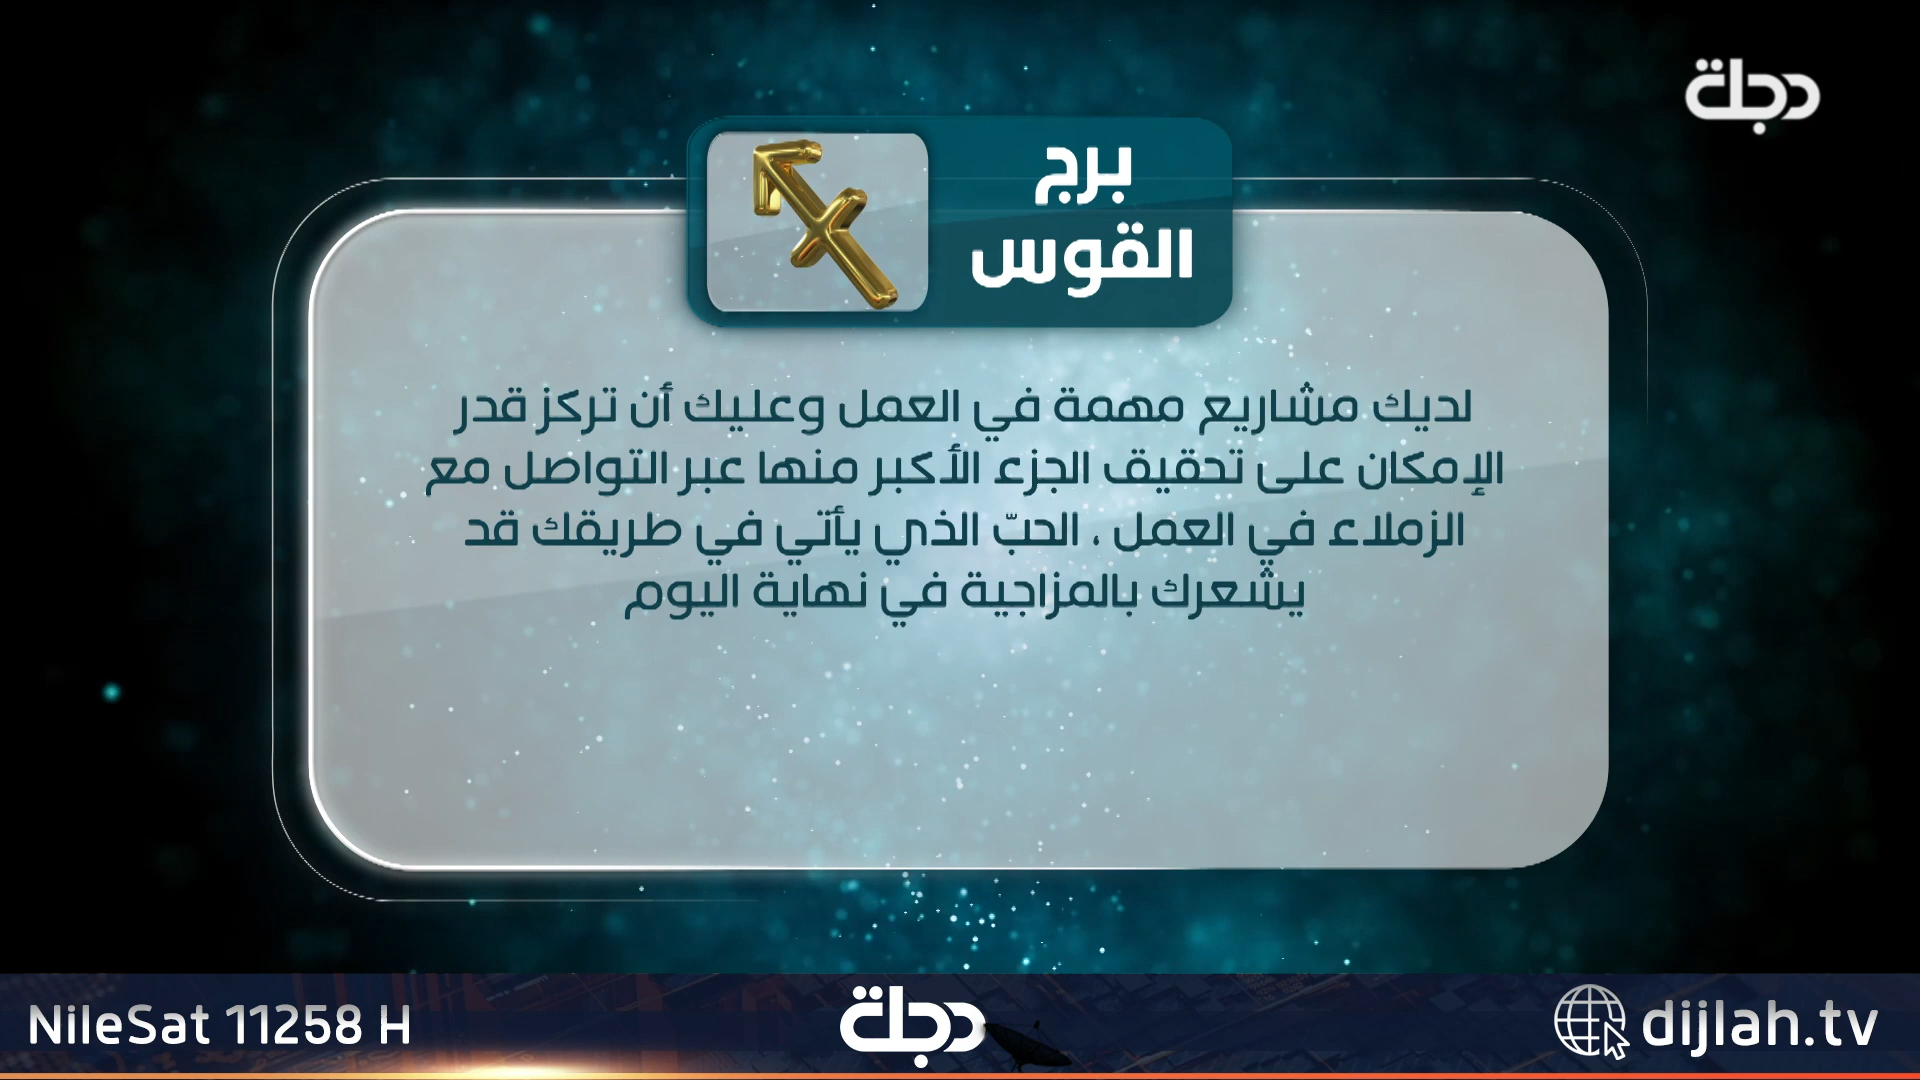 دجلة
برج
القوس
لديك مشاريع مهمة في العمل وعليك أن تركز قدر
الإمكان على تحقيق الجزء الأكبر منها عبر التواصل مع
الزملاء في العمل ، الحبّ الذي يأتي في طريقك قد
يشعرك بالمزاجية في نهاية اليوم
NileSat 11258 H
دجلة
dijlah.tv